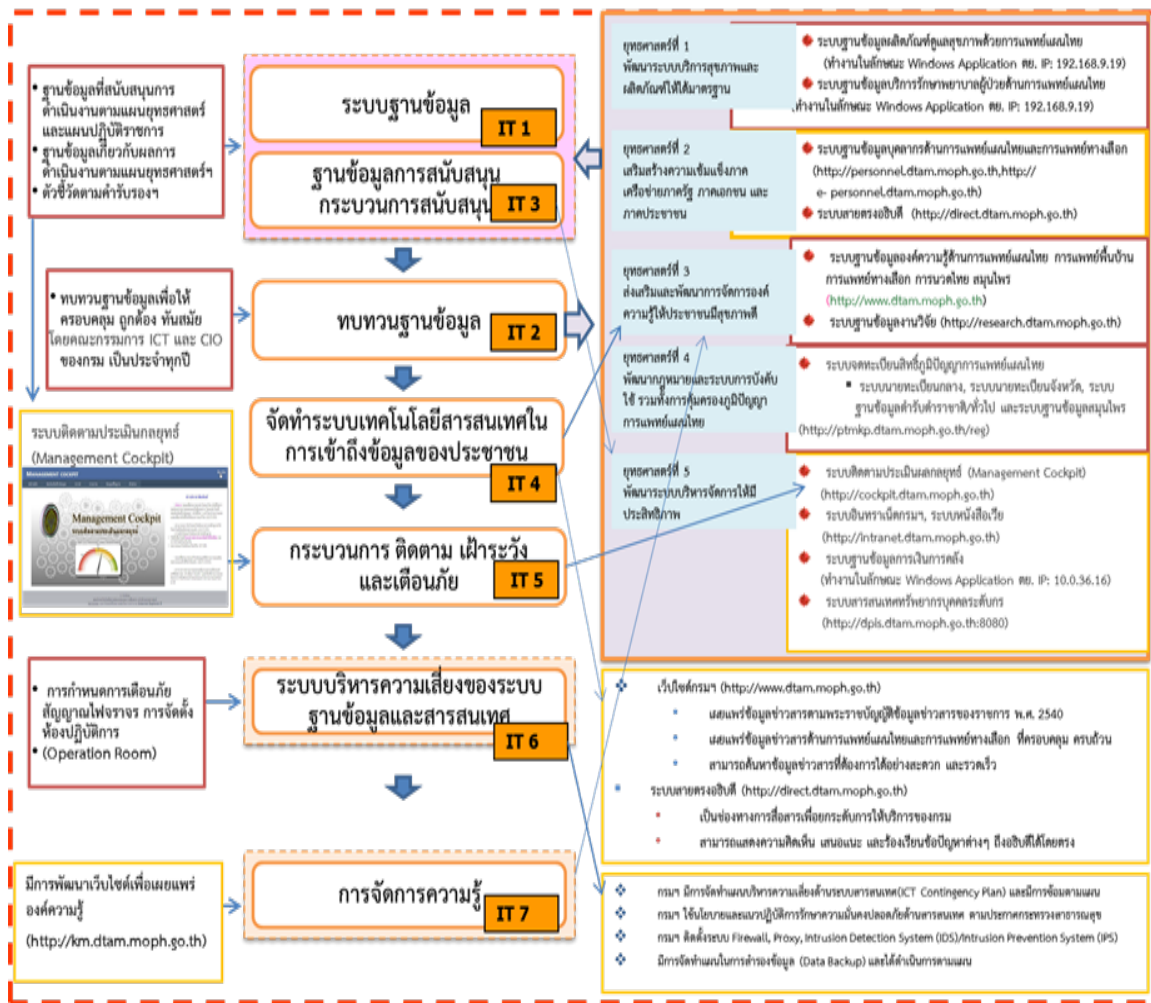 • ฐานข้อมูลที่สนับสนุนการ
ดำเนินงานตามแผนยุทธศาสตร์
และแผนปฏิบัติราชการ
• ฐานข้อมูลเกี่ยวกับผลการ
ดำเนินงานตามแผนยุทธศาสตร์ฯ
• ตัวชี้วัดตามคำรับรองฯ
ระบบฐานข้อมูล
IT 1
ฐานข้อมูลการสนับสนุน
กระบวนการสนับสนุน
IT 3
• ทบทวนฐานข้อมูลเพื่อให้
ครอบคลุม ถูกต้อง ทันสมัย
โดยคณะกรรมการ ICT และ CIO
ของกรม เป็นประจำทุกปี
ทบทวนฐานข้อมูล
IT 2
จัดทำระบบเทคโนโลยีสารสนเทศใน
การเข้าถึงข้อมูลของประชาชน
IT 4
ระบบติดตามประเมินกลยุทธ์
(Management Cockpit)
Management Cockpit
กระบวนการ ติดตาม เฝ้าระวัง
และเตือนภัย
IT 5
• การกำหนดการเตือนภัย
สัญญาณไฟจราจร การจัดตั้ง
ห้องปฏิบัติการ
• (Operation Room)
ระบบบริหารความเสี่ยงของระบบ
ฐานข้อมูลและสารสนเทศ
IT 6
มีการพัฒนาเว็บไซต์เพื่อเผยแพร่
องค์ความรู้
(http://km.dtam.moph.go.th)
การจัดการความรู้
IT 7
ยุทธศาสตร์ที่ 1
พัฒนาระบบบริการสุขภาพและ
ผลิตภัณฑ์ให้ได้มาตรฐาน
ระบบฐานข้อมูลผลิตภัณฑ์ดูแลสุขภาพด้วยการแพทย์แผนไทย
(ทำงานในลักษณะ Windows Application ตย. IP: 192.168.9.19)
ระบบฐานข้อมูลบริการรักษาพยาบาลผู้ป่วยด้านการแพทย์แผนไทย
(ทำงานในลักษณะ Windows Application ตย. IP: 192.168.9.19)
ยุทธศาสตร์ที่ 2
เสริมสร้างความเข้มแข็งภาค
เครือข่ายภาครัฐ ภาคเอกชน และ
ภาคประชาชน
ระบบฐานข้อมูลบุคลากรด้านการแพทย์แผนไทยและการแพทย์ทางเลือก
(http://personnel.dtam.moph.go.th,http://
e- personnel.dtam.moph.go.th)
ระบบสายตรงอธิบดี (http://direct.dtam.moph.go.th)
ยุทธศาสตร์ที่ 3
ส่งเสริมและพัฒนาการจัดการองค์
ความรู้ให้ประชาชนมีสุขภาพดี
ระบบฐานข้อมูลองค์ความรู้ด้านการแพทย์แผนไทย การแพทย์พื้นบ้าน
การแพทย์ทางเลือก การนวดไทย สมุนไพร
(http://www.dtam.moph.go.th)
ระบบฐานข้อมูลงานวิจัย (http://research.dtam.moph.go.th)
ยุทธศาสตร์ที่ 4
พัฒนากฎหมายและระบบการบังคับ
ใช้ รวมทั้งการคุ้มครองภูมิปัญญา
การแพทย์แผนไทย
ระบบจดทะเบียนสิทธิ์ภูมิปัญญาการแพทย์แผนไทย
▪ ระบบนายทะเบียนกลาง, ระบบนายทะเบียนจังหวัด, ระบบ
ฐานข้อมูลตำรับตำราชาติ/ทั่วไป และระบบฐานข้อมูลสมุนไพร
(http://ptmkp.dtam.moph.go.th/reg)
ยุทธศาสตร์ที่ 5
พัฒนาระบบบริหารจัดการให้มี
ประสิทธิภาพ
ระบบติดตามประเมินผลกลยุทธ์ (Management Cockpit)
(http://cockpit.dtam.moph.go.th)
ระบบอินทราเน็ตกรมฯ, ระบบหนังสือเวีย
(http://intranet.dtam.moph.go.th)
ระบบฐานข้อมูลการเงินการคลัง
(ทำงานในลักษณะ Windows Application ตย. IP: 10.0.36.16)
ระบบสารสนเทศทรัพยากรบุคคลระดับกร
(http://dpis.dtam.moph.go.th:8080)
เว็บไซต์กรมฯ (http://www.dtam.moph.go.th)
เผยแพร่ข้อมูลข่าวสารตามพระราชบัญญัติข้อมูลข่าวสารของราชการ พ.ศ. 2540
เผยแพร่ข้อมูลข่าวสารด้านการแพทย์แผนไทยและการแพทย์ทางเลือก ที่ครอบคลุม ครบถ้วน
สามารถค้นหาข้อมูลข่าวสารที่ต้องการได้อย่างสะดวก และรวดเร็ว
ระบบสายตรงอธิบดี (http://direct.dtam.moph.go.th)
เป็นช่องทางการสื่อสารเพื่อยกระดับการให้บริการของกรม
สามารถแสดงความคิดเห็น เสนอแนะ และร้องเรียนข้อปัญหาต่างๆ ถึงอธิบดีได้โดยตรง
กรมฯ มีการจัดทำแผนบริหารความเสี่ยงด้านระบบสารสนเทศ(ICT Contingency Plan) และมีการซ้อมตามแผน
กรมฯ ใช้นโยบายและแนวปฏิบัติการรักษาความมั่นคงปลอดภัยด้านสารสนเทศ ตามประกาศกระทรวงสาธารณสุข
กรมฯ ติดตั้งระบบ Firewall, Proxy, Intrusion Detection System (IDS)/Intrusion Prevention System (IPS)
มีการจัดทำแผนในการสำรองข้อมูล (Data Backup) และได้ดำเนินการตามแผน